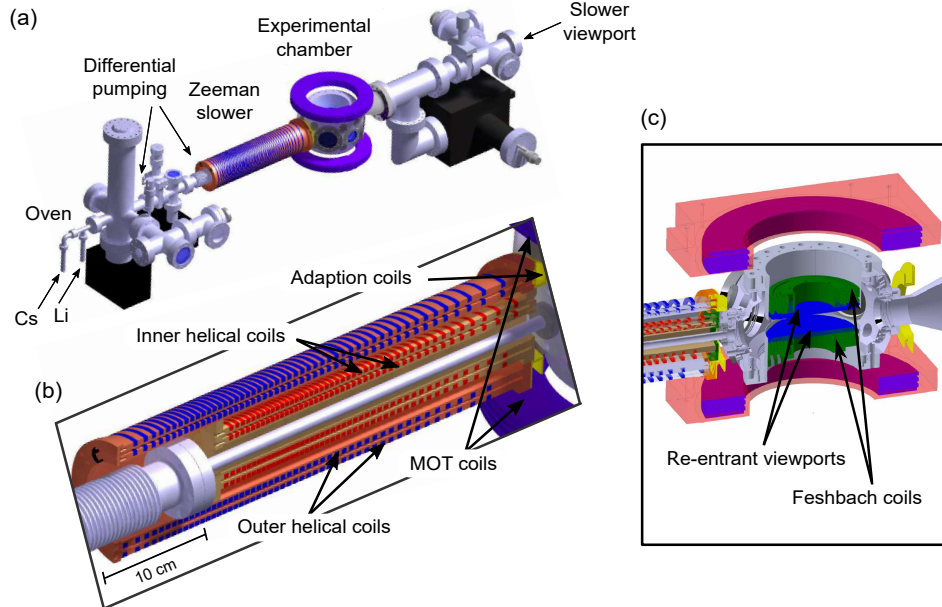 (a)
Experimental
chamber
Slower
viewport
Differential
pumping
Zeeman
slower
Oven
Cs
Li
(b)
Adaption coils
Inner helical coils
MOT coils
Outer helical coils
10 cm
(c)
Re-entrant viewports
Feshbach coils